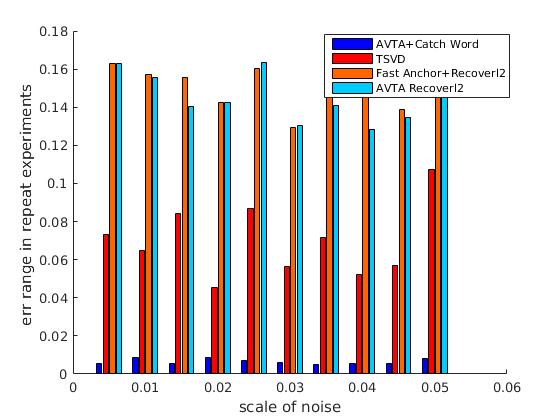 0.18
0.16
0.14
0.12
0.1
0.08
0.06
0.04
0.02
0
err range in repeat experiments
AVTA+Catch Word
TSVD
Fast Anchor+Recoverl2
AVTA Recoverl2
0 0.01 0.02 0.03 0.04 0.05 0.06
scale of noise